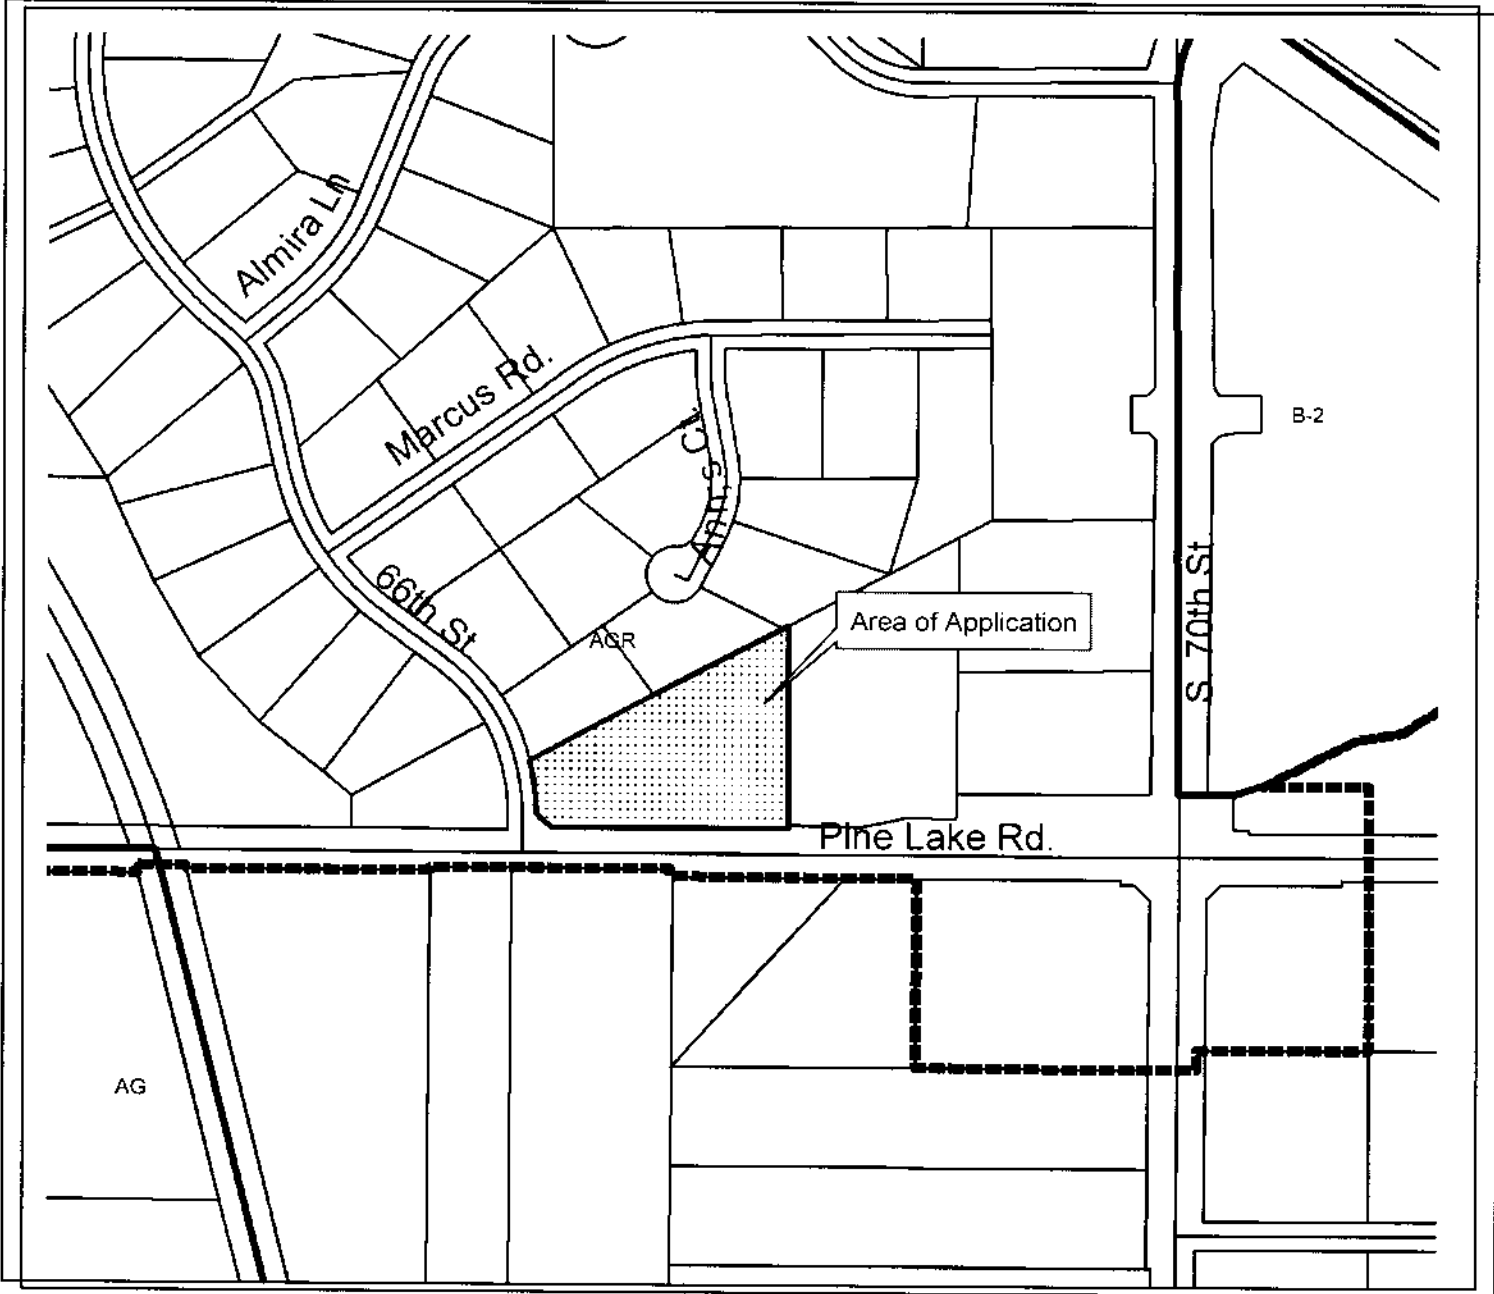 Almira Ln
Marcus Rd.
Ann's Ct.
B-2
66th St
AGR
Area of Application
S. 70th St
Pine Lake Rd.
AG